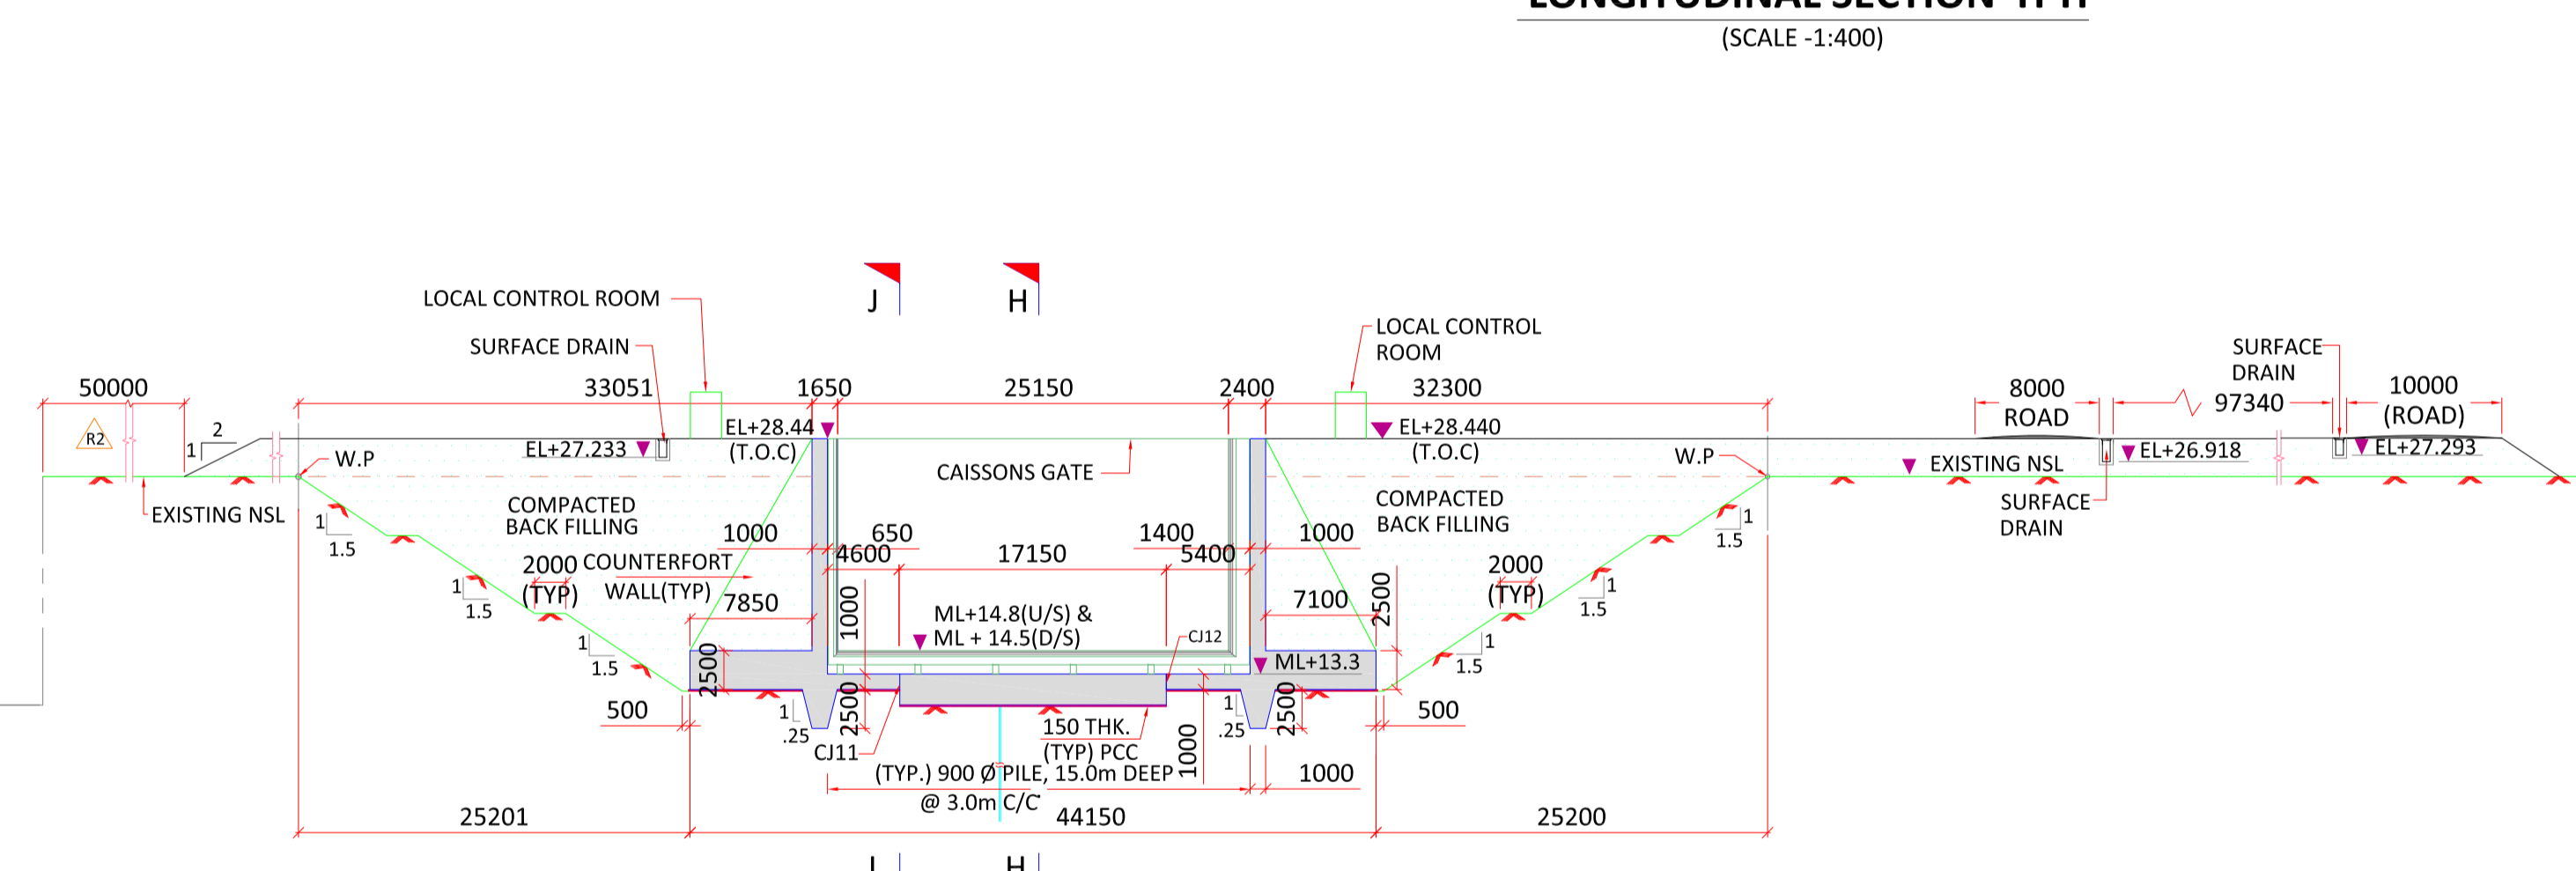 LONGITUDINAL SECTION 'H-H'
(SCALE -1:400)
J
H
LOCAL CONTROL ROOM
LOCAL CONTROL
ROOM
SURFACE DRAIN
SURFACE
DRAIN
50000
33051
1650
25150
2400
32300
8000
ROAD
97340
10000
(ROAD)
R2
2
1
EL+28.44
(T.O.C)
EL+28.440
(T.O.C)
EL+27.233
EL+26.918
EL+27.293
W.P
W.P
CAISSONS GATE
EXISTING NSL
EXISTING NSL
COMPACTED
BACK FILLING
COMPACTED
BACK FILLING
SURFACE
DRAIN
1
1.5
1
1.5
1000
650
1400
1000
4600
17150
5400
2000
(TYP)
COUNTERFORT
WALL(TYP)
2000
(TYP)
1
1.5
1
1.5
7850
7100
1000
2500
ML+14.8(U/S) &
ML + 14.5(D/S)
CJ12
1
1.5
1
1.5
2500
ML+13.3
500
1
.25
2500
1
.25
2500
500
CJ11
150 THK.
(TYP) PCC
1000
(TYP.) 900 Ø PILE, 15.0m DEEP
@ 3.0m C/C
1000
25201
44150
25200
J
H